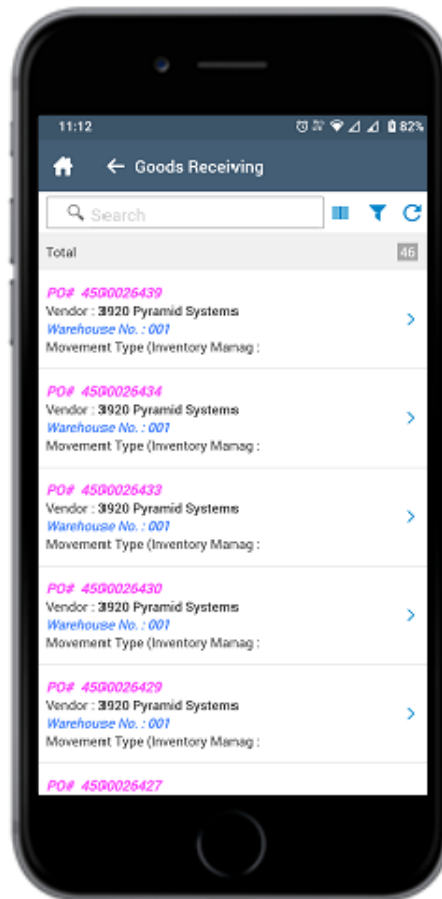 11:12 82%
Goods Receiving
Search
Total 46
PO# 4500026439
Vendor : 3920 Pyramid Systems
Warehouse No. : 001
Movement Type (Inventory Manag :
PO# 4500026434
Vendor : 3920 Pyramid Systems
Warehouse No. : 001
Movement Type (Inventory Manag :
PO# 4500026433
Vendor : 3920 Pyramid Systems
Warehouse No. : 001
Movement Type (Inventory Manag :
PO# 4500026430
Vendor : 3920 Pyramid Systems
Warehouse No. : 001
Movement Type (Inventory Manag :
PO# 4500026429
Vendor : 3920 Pyramid Systems
Warehouse No. : 001
Movement Type (Inventory Manag :
PO# 4500026427